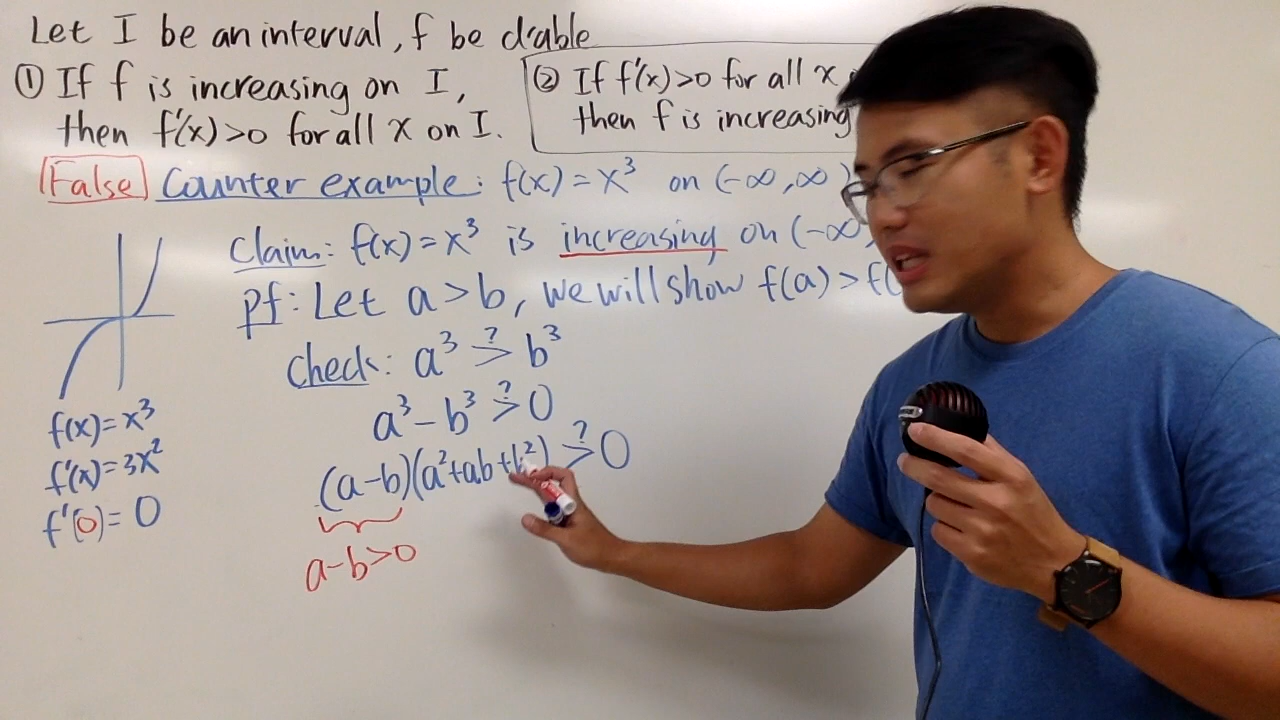 Let I be an interval, f be d'able
① If f is increasing on I,
then f'(x)>0 for all x on I.
② If f'(x)>0 for all x
then f is increasing
False Counter example: f(x)=x³ on (-∞,∞)
Claim: f(x)=x³ is increasing on (-∞,
pf: Let a>b, we will show f(a)>f(
Check: a³ >? b³
a³-b³ >? 0
(a-b)(a²+ab+b²) >? 0
a-b>0
f(x)=x³
f'(x)=3x²
f'(0)=0